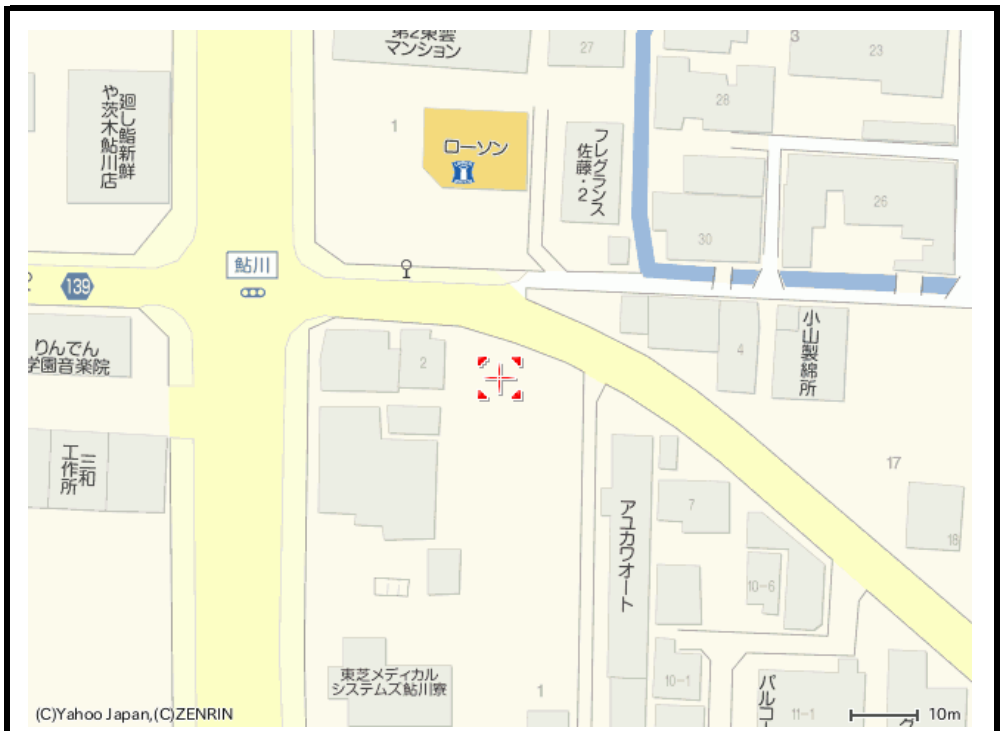 第2東雲
マンション
27
3
23
廻し鮨新鮮
や茨木鮎川店
1
ローソン
フレグランス
佐藤・2
28
26
30
鮎川
139
りんでん
学園音楽院
2
4
小山製綿所
三和
工作所
17
アユカワオート
7
18
10-6
東芝メディカル
システムズ鮎川寮
1
10-1
パルコー
11-1
グ
(C)Yahoo Japan,(C)ZENRIN
10m